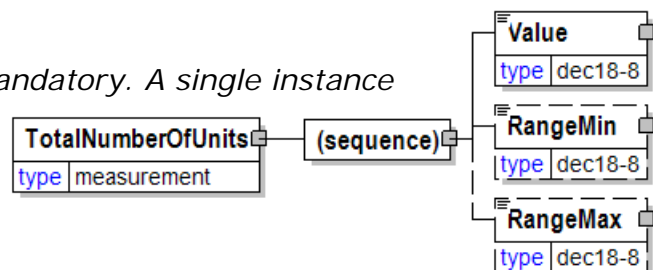 Value
type dec18-8
andatory. A single instance
TotalNumberOfUnits
type measurement
(sequence)
RangeMin
type dec18-8
RangeMax
type dec18-8